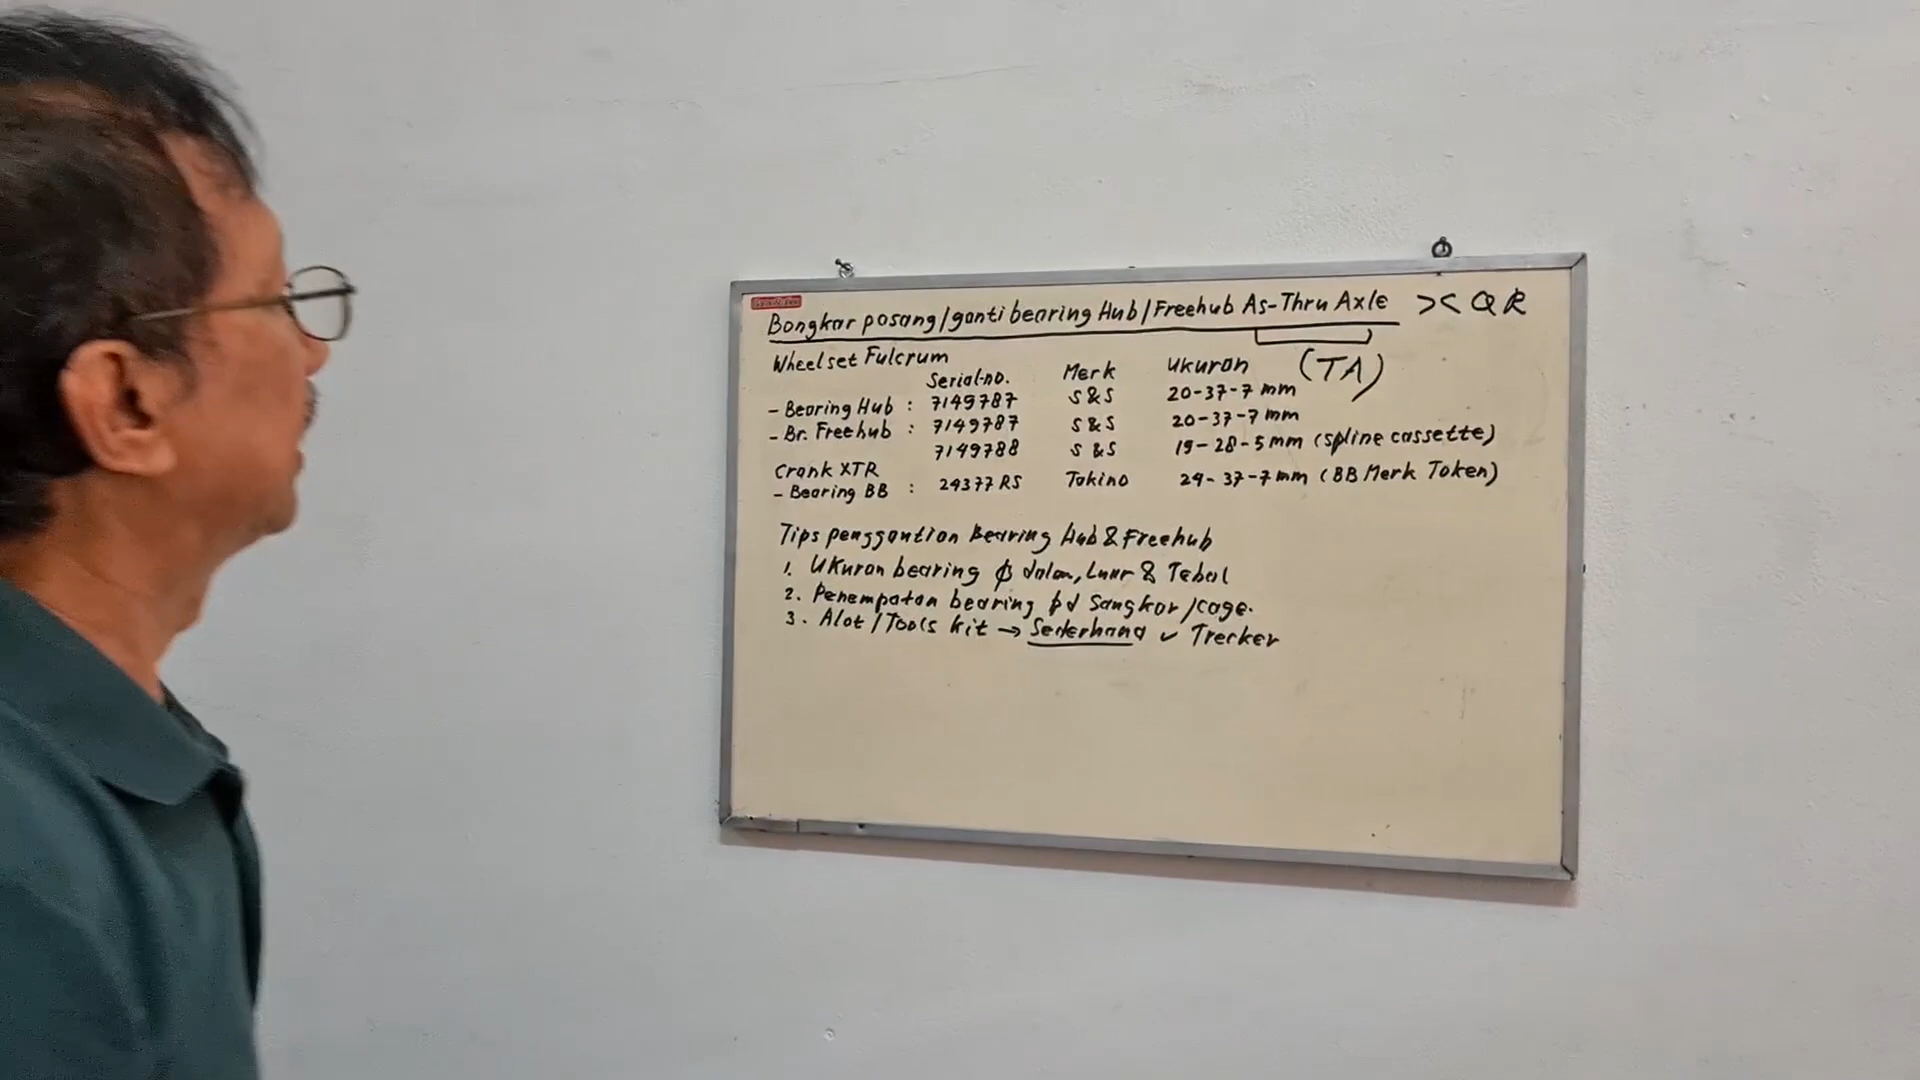 Bongkar pasang/ganti bearing Hub/Freehub As-Thru Axle >< QR
(TA)
Wheelset Fulcrum
Serial-no. Merk Ukuran
- Bearing Hub : 7149787 S&S 20-37-7 mm
- Br. Freehub : 7149787 S&S 20-37-7 mm
7149788 S&S 19-28-5 mm (spline cassette)
Crank XTR
- Bearing BB : 24377 RS Tokino 24-37-7 mm (BB Merk Token)
Tips penggantian Bearing Hub & Freehub
1. Ukuran bearing ϕ dalam, Luar & Tebal
2. Penempatan bearing pd Sangkar/cage.
3. Alat/Tools kit → Sederhana ✓ Trecker